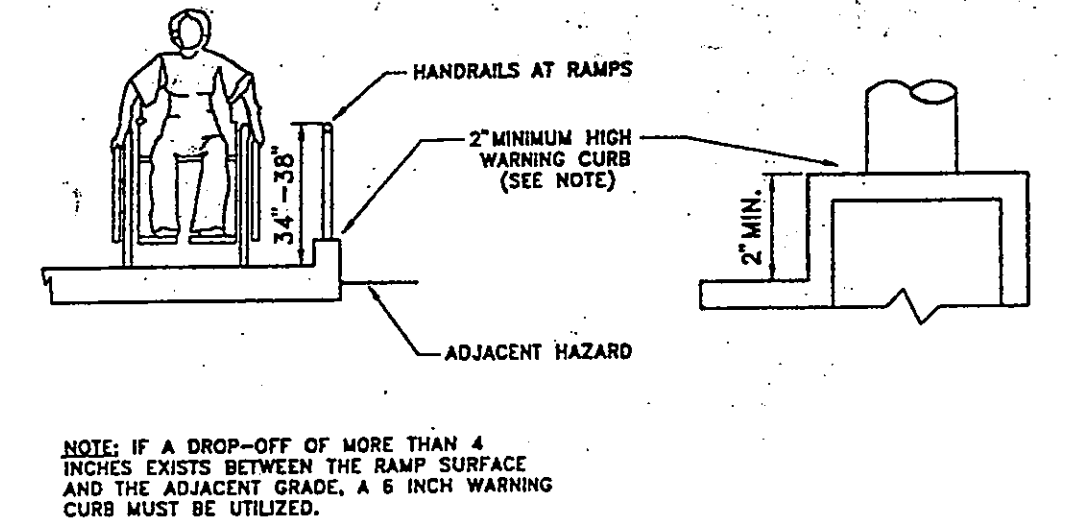 HANDRAILS AT RAMPS
2" MINIMUM HIGH
WARNING CURB
(SEE NOTE)
34"-38"
2" MIN.
ADJACENT HAZARD
NOTE: IF A DROP-OFF OF MORE THAN 4
INCHES EXISTS BETWEEN THE RAMP SURFACE
AND THE ADJACENT GRADE, A 6 INCH WARNING
CURB MUST BE UTILIZED.